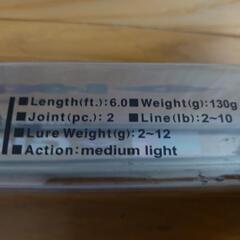 ■Length(ft.):6.0 ■Weight(g):130g
■Joint(pc.): 2 ■Line(lb):2~10
■Lure Weight(g): 2~12
■Action:medium light